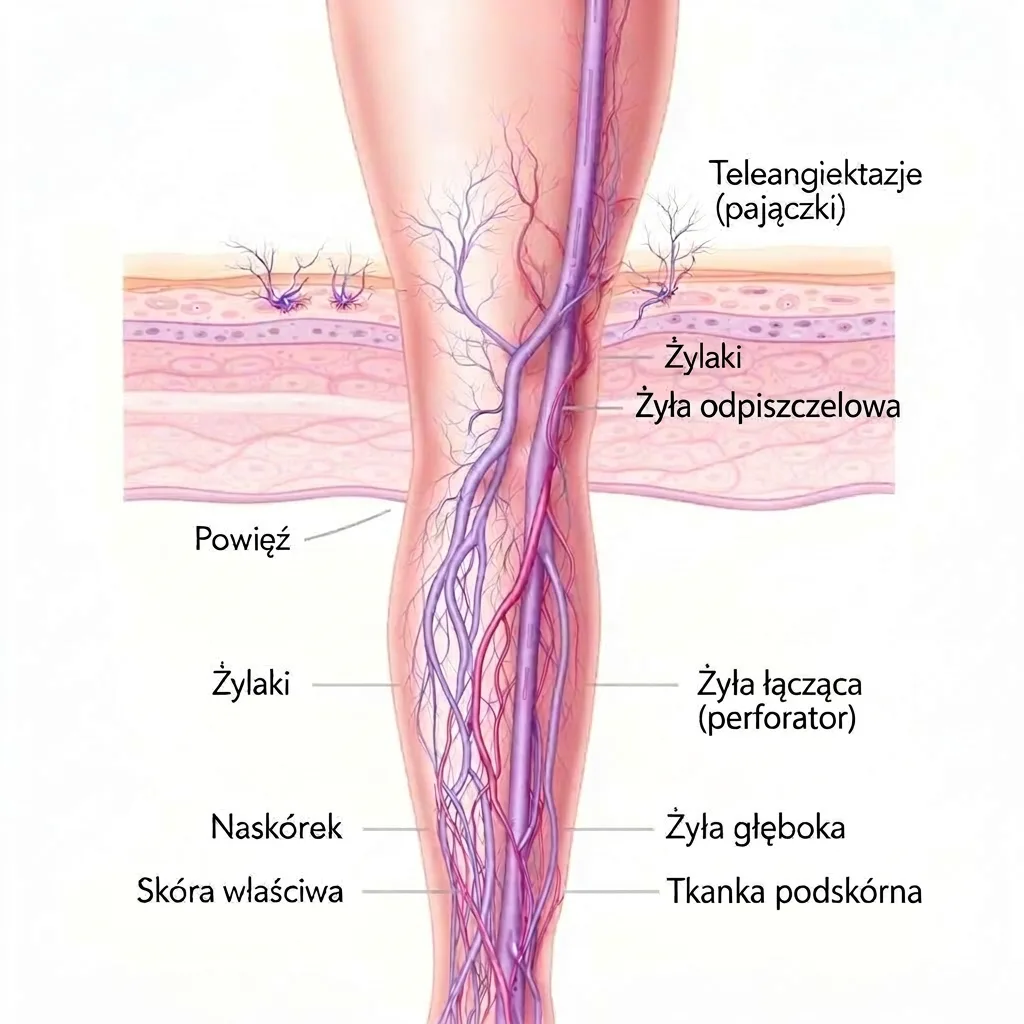 Teleangiektazje
(pajączki)
Żylaki
Żyła odpiszczelowa
Powięź
Żylaki
Żyła łącząca
(perforator)
Naskórek
Żyła głęboka
Skóra właściwa
Tkanka podskórna